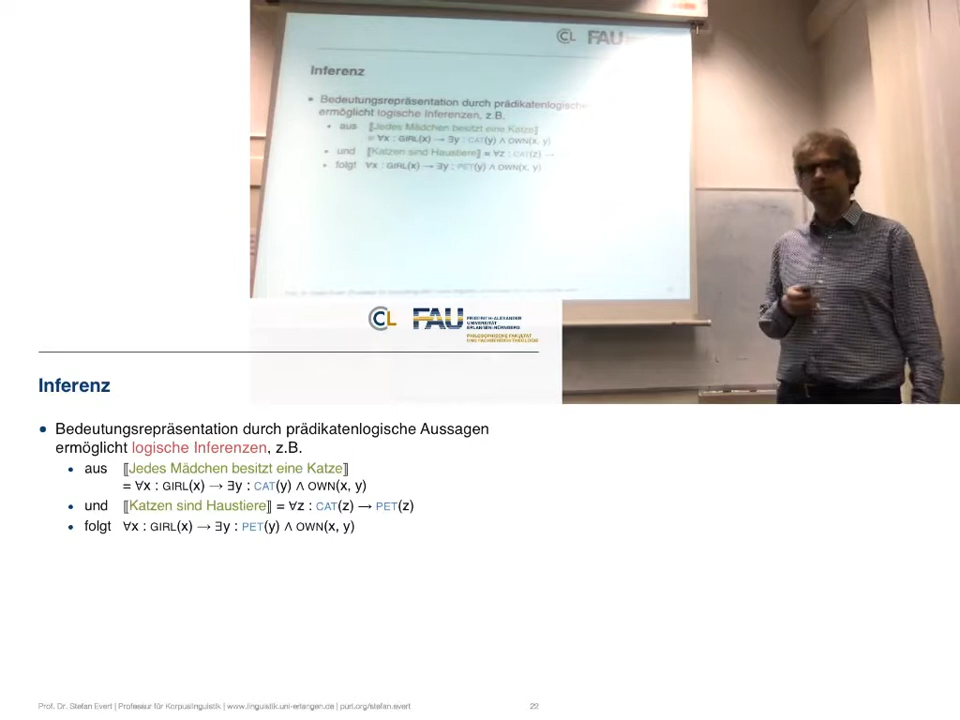 CL FAU
Inferenz
• Bedeutungsrepräsentation durch prädikatenlogische
ermöglicht logische Inferenzen, z.B.
• aus ⟦Jedes Mädchen besitzt eine Katze⟧
= ∀x : GIRL(x) → ∃y : CAT(y) ∧ OWN(x, y)
• und ⟦Katzen sind Haustiere⟧ = ∀z : CAT(z) →
• folgt ∀x : GIRL(x) → ∃y : PET(y) ∧ OWN(x, y)
CL FAU
FRIEDRICH-ALEXANDER
UNIVERSITÄT
ERLANGEN-NÜRNBERG
PHILOSOPHISCHE FAKULTÄT
UND FACHBEREICH THEOLOGIE
Inferenz
• Bedeutungsrepräsentation durch prädikatenlogische Aussagen
ermöglicht logische Inferenzen, z.B.
• aus ⟦Jedes Mädchen besitzt eine Katze⟧
= ∀x : GIRL(x) → ∃y : CAT(y) ∧ OWN(x, y)
• und ⟦Katzen sind Haustiere⟧ = ∀z : CAT(z) → PET(z)
• folgt ∀x : GIRL(x) → ∃y : PET(y) ∧ OWN(x, y)
Prof. Dr. Stefan Evert | Professur für Korpuslinguistik | www.linguistik.uni-erlangen.de | purl.org/stefan.evert 22